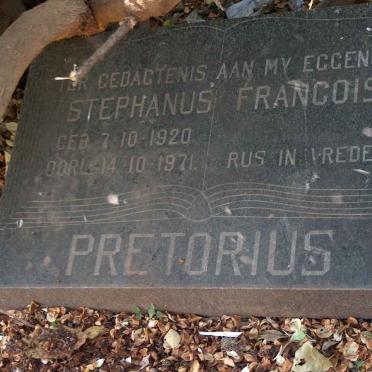 TER GEDAGTENIS AAN MY EGGEN
STEPHANUS FRANCOIS
GEB 7-10-1920
OORL 14-10-1971. RUS IN VREDE
PRETORIUS